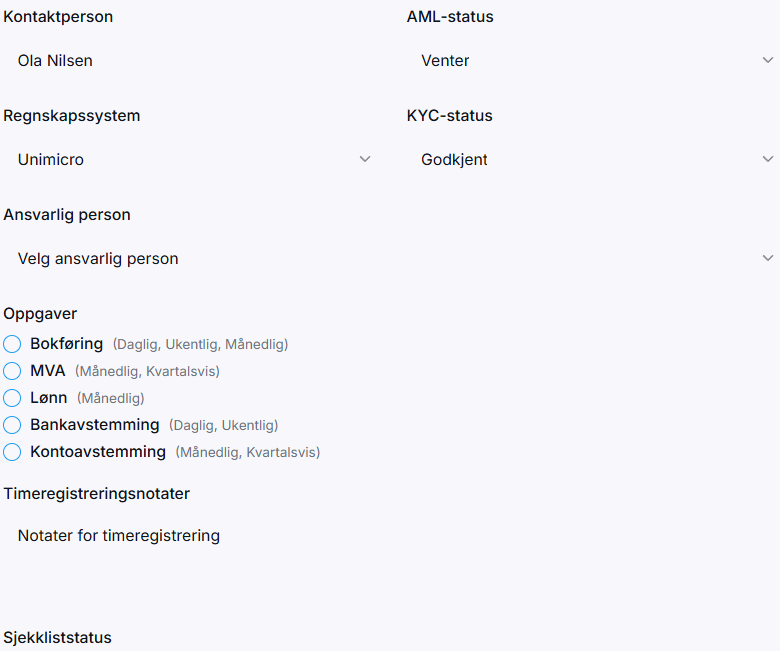 Kontaktperson
AML-status
Ola Nilsen
Venter
Regnskapssystem
KYC-status
Unimicro
Godkjent
Ansvarlig person
Velg ansvarlig person
Oppgaver
Bokføring (Daglig, Ukentlig, Månedlig)
MVA (Månedlig, Kvartalsvis)
Lønn (Månedlig)
Bankavstemming (Daglig, Ukentlig)
Kontoavstemming (Månedlig, Kvartalsvis)
Timeregistreringsnotater
Notater for timeregistrering
Sjekkliststatus